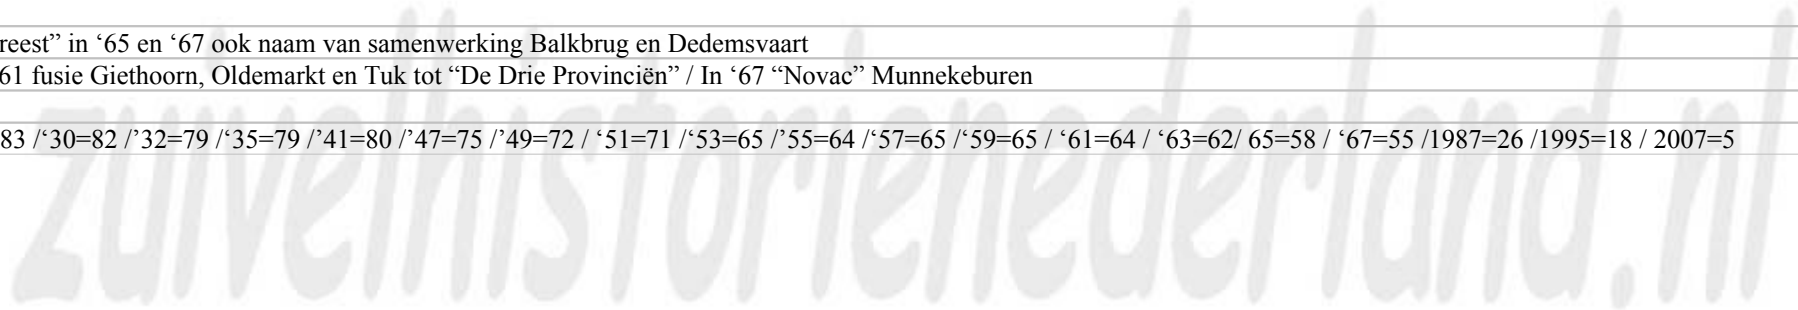 reest” in ‘65 en ‘67 ook naam van samenwerking Balkbrug en Dedemsvaart
61 fusie Giethoorn, Oldemarkt en Tuk tot “De Drie Provinciën” / In ‘67 “Novac” Munnekeburen
83 /‘30=82 /’32=79 /‘35=79 /’41=80 /’47=75 /’49=72 / ‘51=71 /‘53=65 /’55=64 /‘57=65 /‘59=65 / ‘61=64 / ‘63=62/ 65=58 / ‘67=55 /1987=26 /1995=18 / 2007=5
zuivelhistorienederland.nl